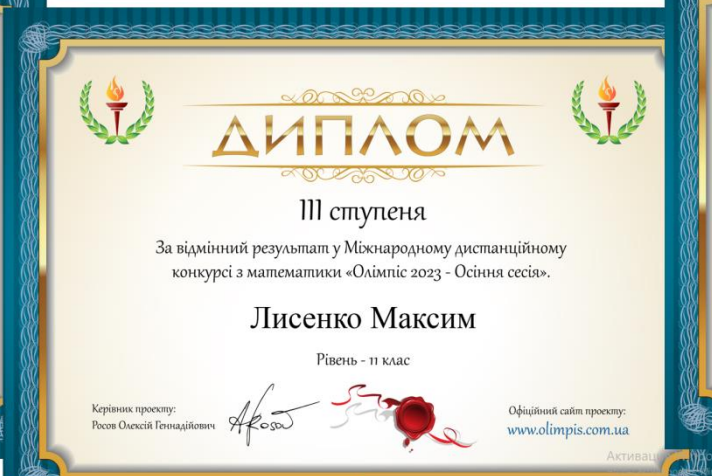 ДИПЛОМ
III ступеня
За відмінний результат у Міжнародному дистанційному
конкурсі з математики «Олімпіс 2023 - Осіння сесія».
Лисенко Максим
Рівень - 11 клас
Керівник проекту:
Росов Олексій Геннадійович
Офіційний сайт проекту:
www.olimpis.com.ua